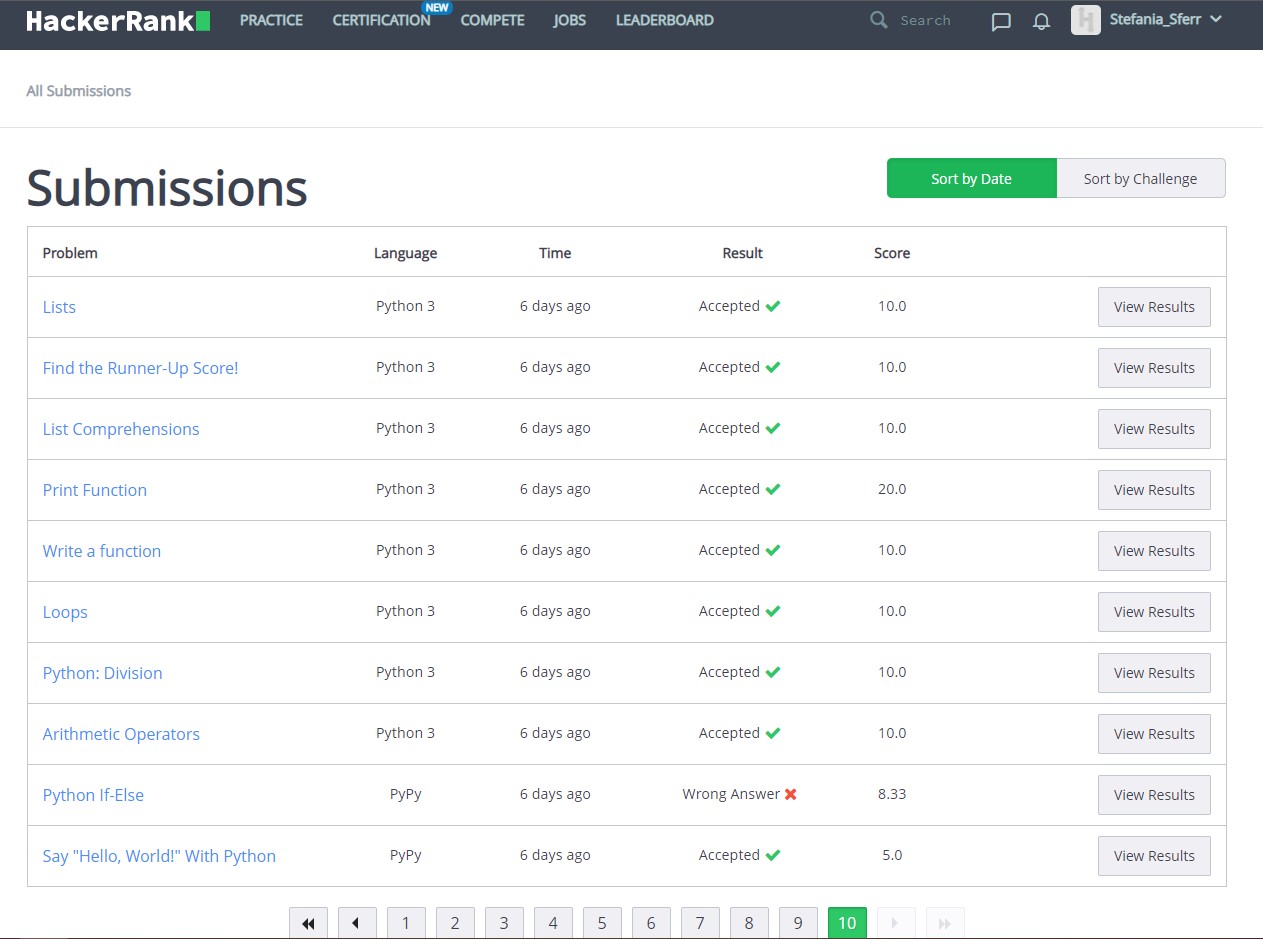 HackerRank PRACTICE CERTIFICATION NEW COMPETE JOBS LEADERBOARD Search Stefania_Sferr
All Submissions
Submissions Sort by Date Sort by Challenge
Problem Language Time Result Score
Lists Python 3 6 days ago Accepted 10.0 View Results
Find the Runner-Up Score! Python 3 6 days ago Accepted 10.0 View Results
List Comprehensions Python 3 6 days ago Accepted 10.0 View Results
Print Function Python 3 6 days ago Accepted 20.0 View Results
Write a function Python 3 6 days ago Accepted 10.0 View Results
Loops Python 3 6 days ago Accepted 10.0 View Results
Python: Division Python 3 6 days ago Accepted 10.0 View Results
Arithmetic Operators Python 3 6 days ago Accepted 10.0 View Results
Python If-Else PyPy 6 days ago Wrong Answer 8.33 View Results
Say "Hello, World!" With Python PyPy 6 days ago Accepted 5.0 View Results
1 2 3 4 5 6 7 8 9 10